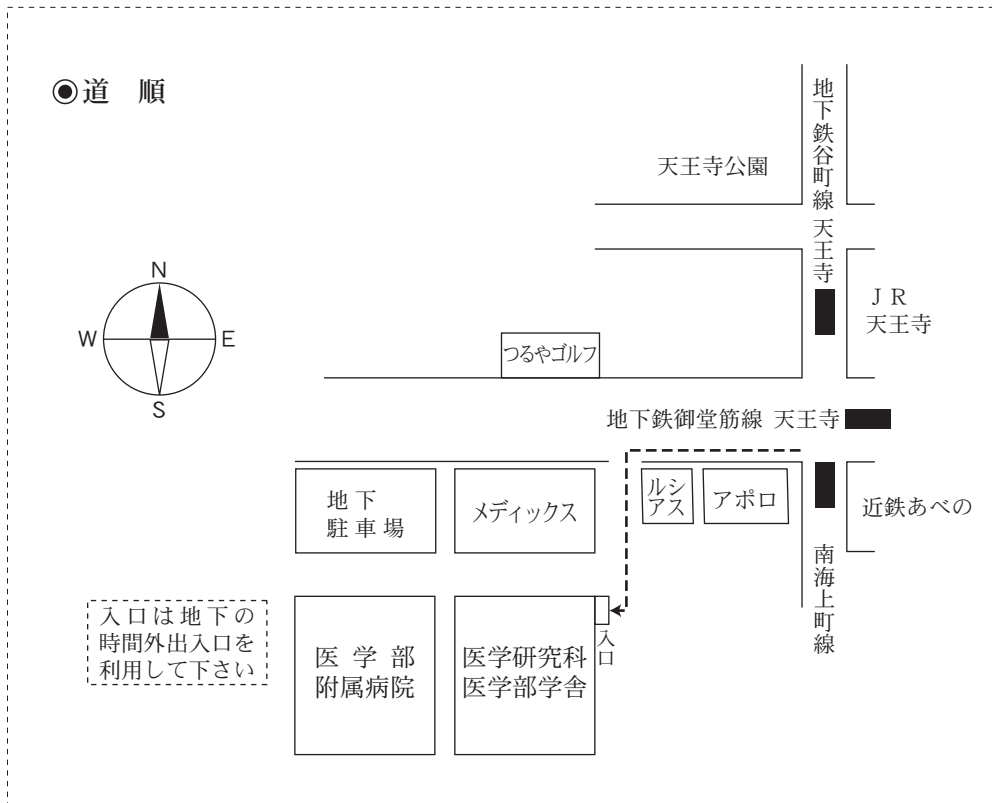 ◉道 順
地下鉄谷町線 天王寺
天王寺公園
N
W
E
S
ＪＲ
天王寺
つるやゴルフ
地下鉄御堂筋線 天王寺
地下
駐車場
メディックス
ルシ
アス
アポロ
近鉄あべの
南海上町線
入口は地下の
時間外出入口を
利用して下さい
医学部
附属病院
医学研究科
医学部学舎
入口